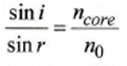 sin i / sin r = n_core / n_0